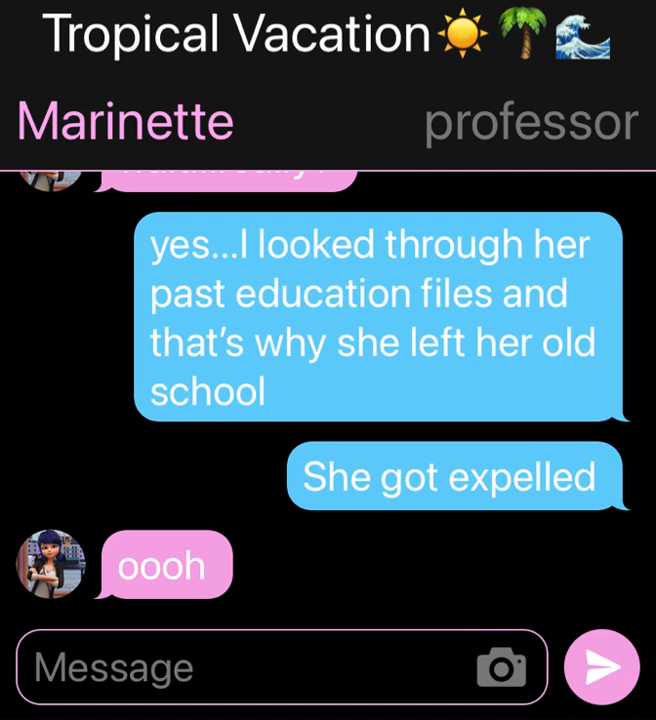 Tropical Vacation☀️🌴🌊
Marinette professor
yes...I looked through her
past education files and
that's why she left her old
school
She got expelled
oooh
Message